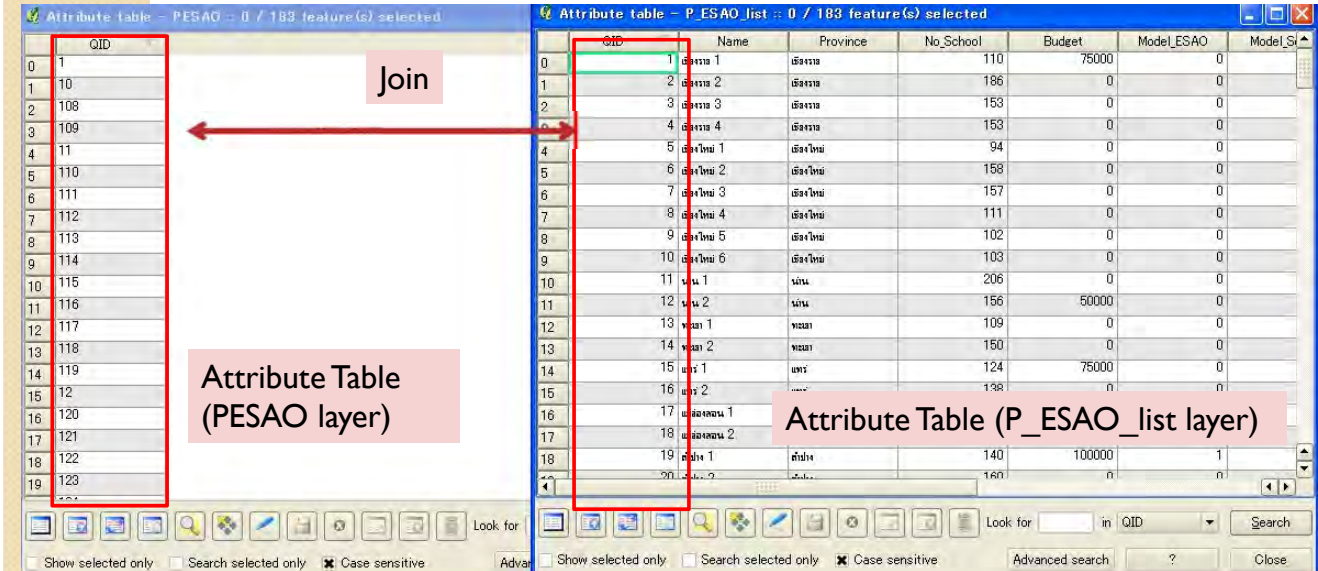 Attribute table - PESAO :: 0 / 183 feature(s) selected
QID
0 1
1 10
2 108
3 109
4 11
5 110
6 111
7 112
8 113
9 114
10 115
11 116
12 117
13 118
14 119
15 12
16 120
17 121
18 122
19 123
Look for
Show selected only Search selected only Case sensitive
Join
Attribute Table
(PESAO layer)
Attribute table - P_ESAO_list :: 0 / 183 feature(s) selected
QID Name Province No_School Budget Model_ESAO
0 1 เชียงราย 1 เชียงราย 110 75000 0
1 2 เชียงราย 2 เชียงราย 186 0 0
2 3 เชียงราย 3 เชียงราย 153 0 0
4 เชียงราย 4 เชียงราย 153 0 0
4 5 เชียงใหม่ 1 เชียงใหม่ 94 0 0
5 6 เชียงใหม่ 2 เชียงใหม่ 158 0 0
6 7 เชียงใหม่ 3 เชียงใหม่ 157 0 0
7 8 เชียงใหม่ 4 เชียงใหม่ 111 0 0
8 9 เชียงใหม่ 5 เชียงใหม่ 102 0 0
9 10 เชียงใหม่ 6 เชียงใหม่ 103 0 0
10 11 น่าน 1 น่าน 206 0 0
11 12 น่าน 2 น่าน 156 50000 0
12 13 พะเยา 1 พะเยา 109 0 0
13 14 พะเยา 2 พะเยา 150 0 0
14 15 แพร่ 1 แพร่ 124 75000 0
15 16 แพร่ 2 แพร่ 138 0 0
16 17 แม่ฮ่องสอน 1
17 18 แม่ฮ่องสอน 2
18 19 ลำปาง 1 ลำปาง 140 100000 1
20 ลำปาง 2 ลำปาง 160 0 0
Attribute Table (P_ESAO_list layer)
Look for in QID Search
Show selected only Search selected only Case sensitive Advanced search ? Close